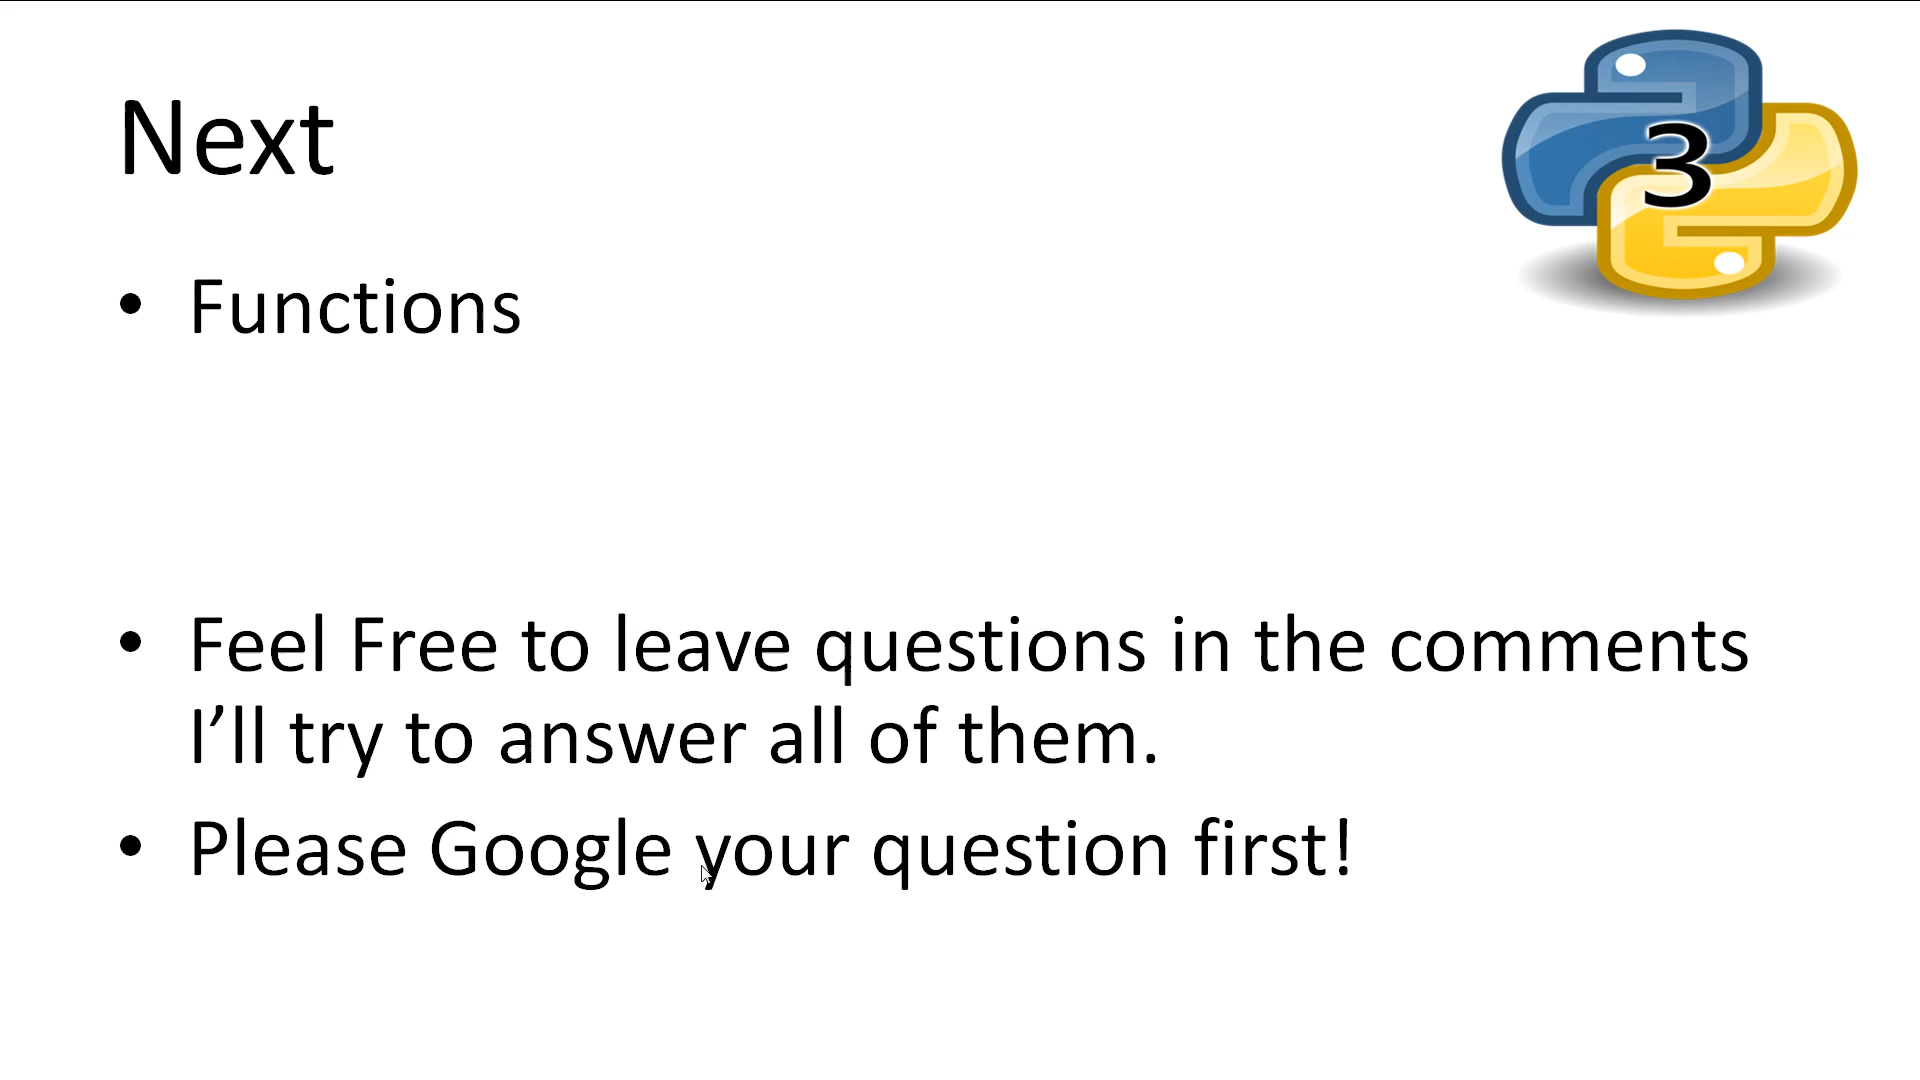 Next
3
• Functions
• Feel Free to leave questions in the comments
I’ll try to answer all of them.
• Please Google your question first!